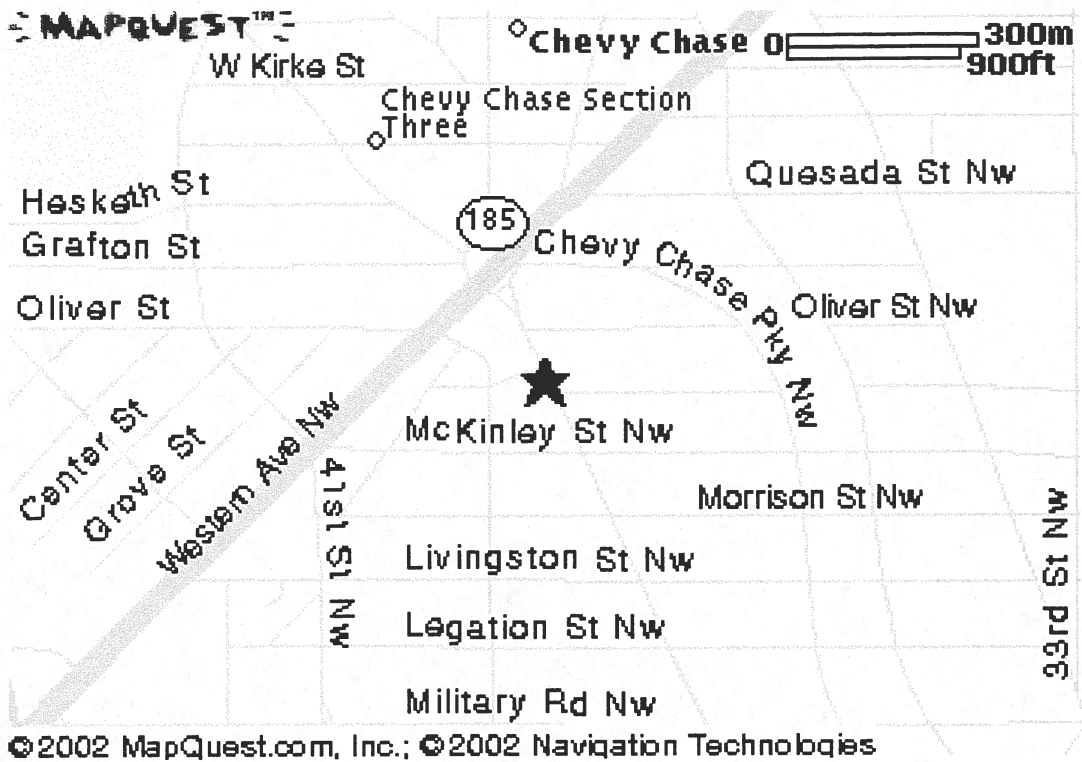 MAPQUEST™
Chevy Chase 0 300m
900ft
W Kirke St
Chevy Chase Section
Three
Quesada St Nw
Hesketh St
185
Grafton St
Chevy Chase Pky Nw
Oliver St
Oliver St Nw
Center St
Grove St
Western Ave Nw
McKinley St Nw
41st St Nw
Morrison St Nw
33rd St Nw
Livingston St Nw
Legation St Nw
Military Rd Nw
©2002 MapQuest.com, Inc.; ©2002 Navigation Technologies